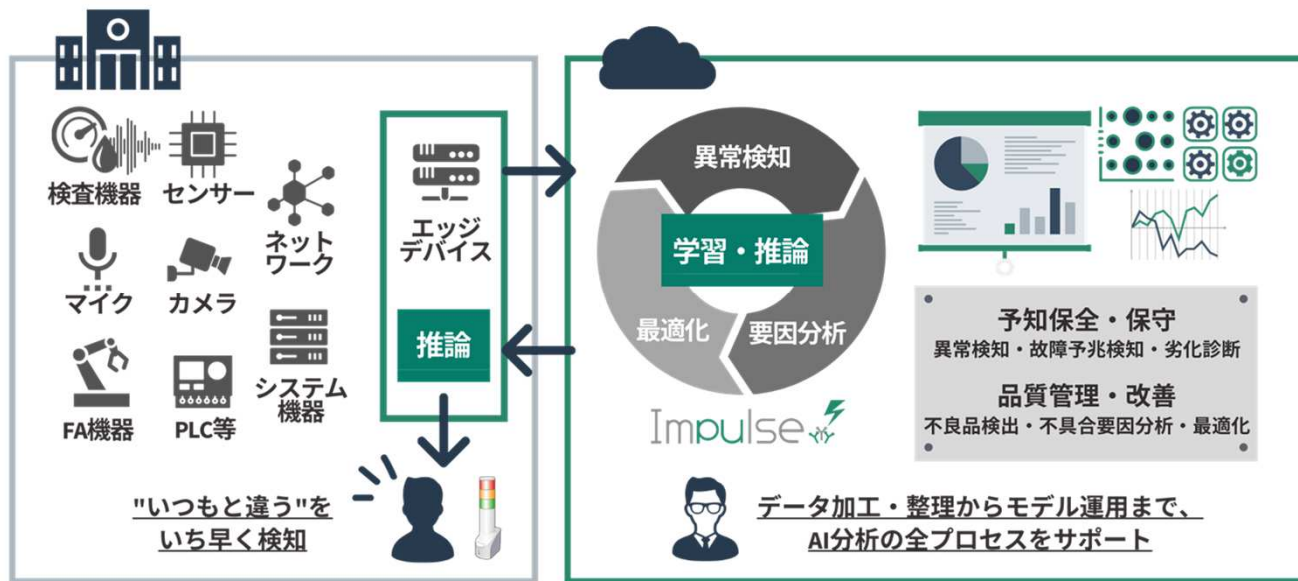 検査機器
センサー
ネット
ワーク
マイク
カメラ
FA機器
PLC等
システム
機器
エッジ
デバイス
推論
"いつもと違う"を
いち早く検知
異常検知
学習・推論
最適化
要因分析
Impulse
予知保全・保守
異常検知・故障予兆検知・劣化診断
品質管理・改善
不良品検出・不具合要因分析・最適化
データ加工・整理からモデル運用まで、
AI分析の全プロセスをサポート